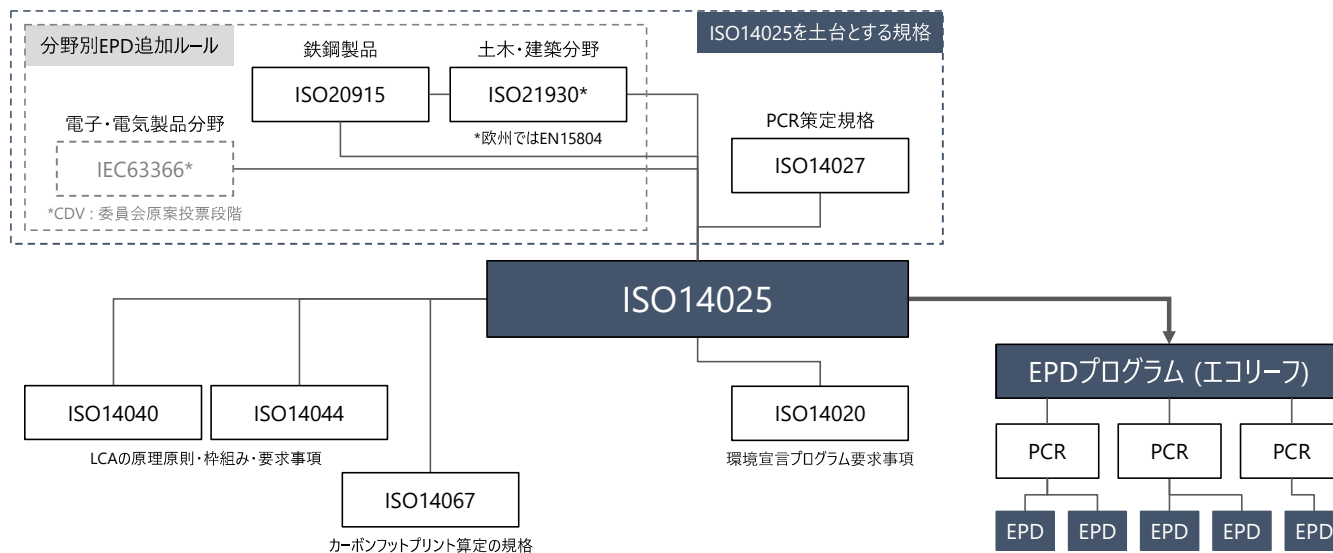 分野別EPD追加ルール
ISO14025を土台とする規格
鉄鋼製品
ISO20915
土木・建築分野
ISO21930*
*欧州ではEN15804
電子・電気製品分野
IEC63366*
*CDV : 委員会原案投票段階
PCR策定規格
ISO14027
ISO14025
ISO14040
ISO14044
LCAの原理原則・枠組み・要求事項
ISO14067
カーボンフットプリント算定の規格
ISO14020
環境宣言プログラム要求事項
EPDプログラム (エコリーフ)
PCR
PCR
PCR
EPD
EPD
EPD
EPD
EPD